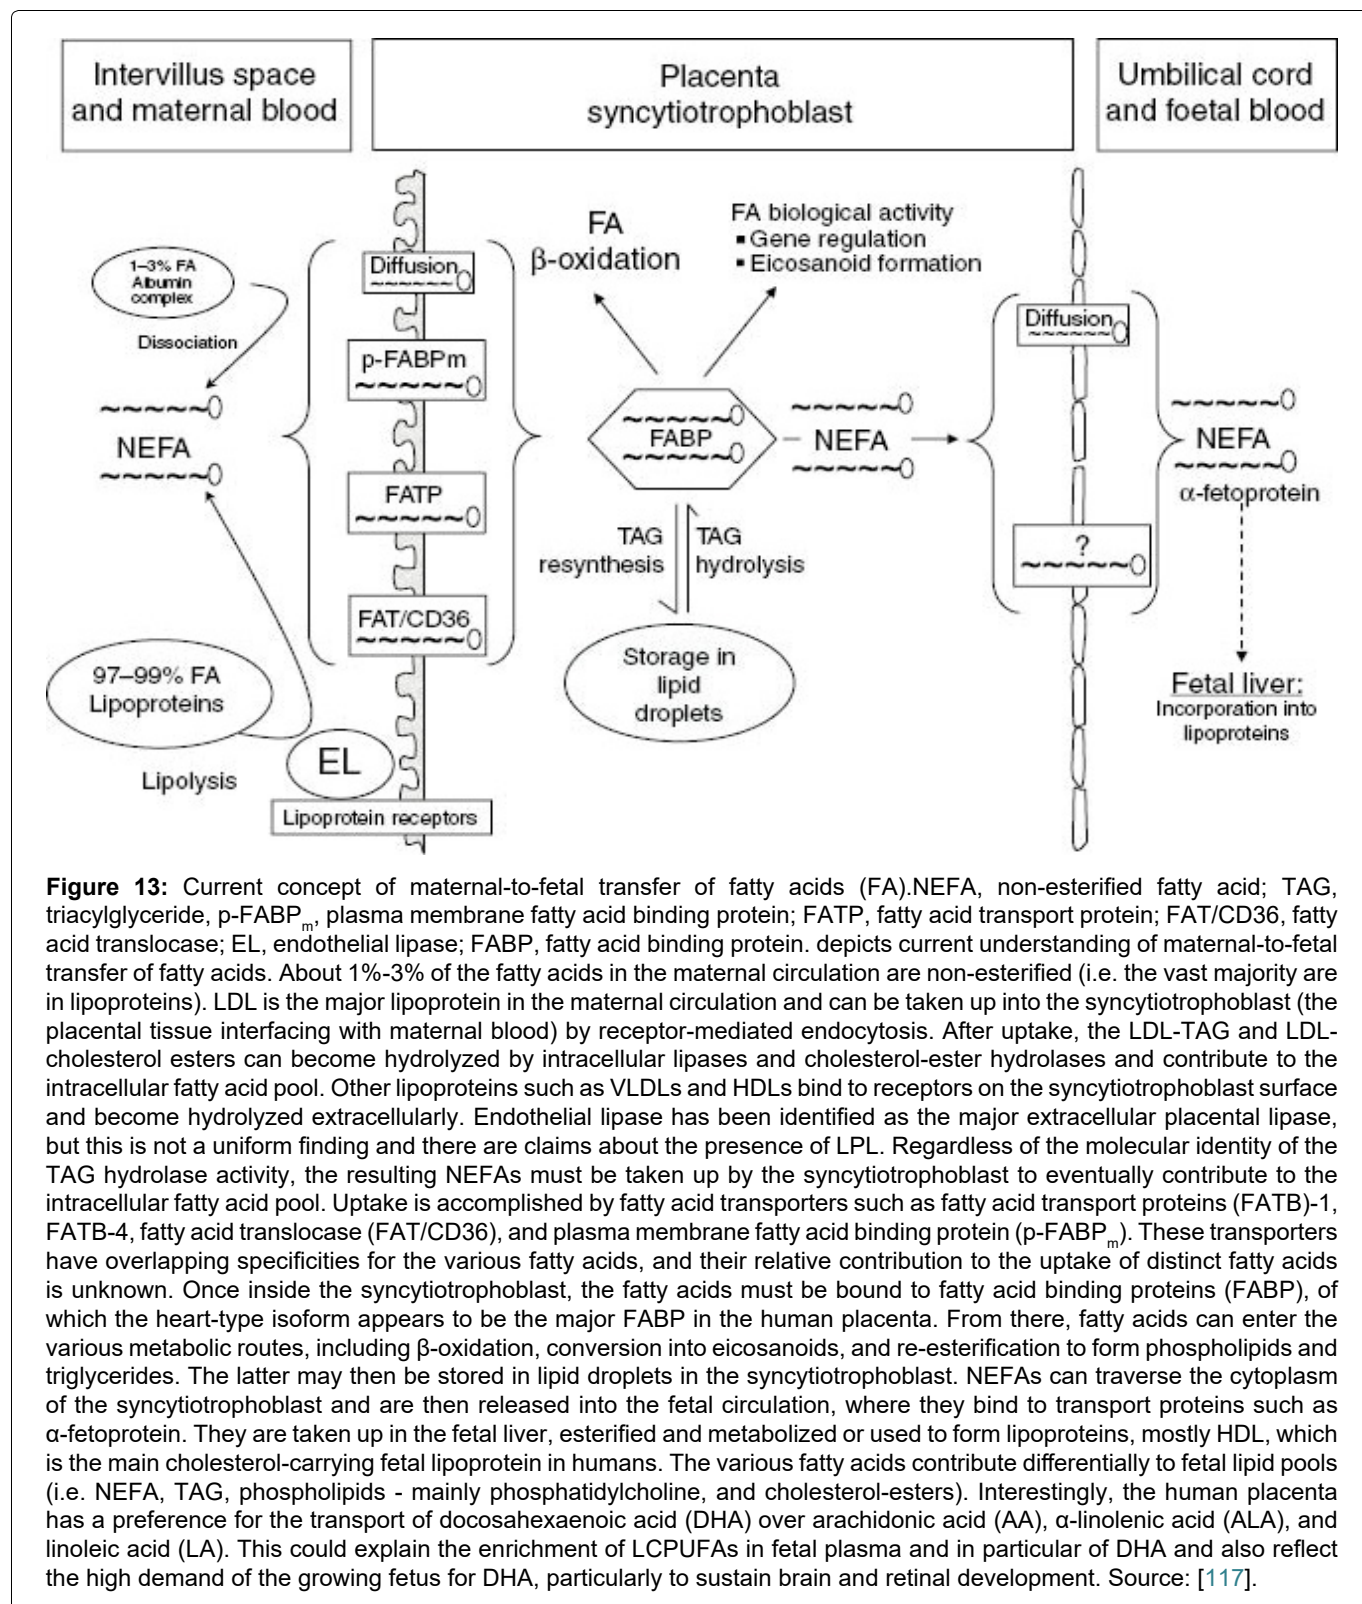 Intervillus space
and maternal blood
Placenta
syncytiotrophoblast
Umbilical cord
and foetal blood
1–3% FA
Albumin
complex
Dissociation
NEFA
97–99% FA
Lipoproteins
Lipolysis
EL
Lipoprotein receptors
Diffusion
p-FABPm
FATP
FAT/CD36
FA
β-oxidation
FA biological activity
▪ Gene regulation
▪ Eicosanoid formation
FABP
NEFA
TAG
resynthesis
TAG
hydrolysis
Storage in
lipid
droplets
Diffusion
?
NEFA
α-fetoprotein
Fetal liver:
Incorporation into
lipoproteins
Figure 13: Current concept of maternal-to-fetal transfer of fatty acids (FA).NEFA, non-esterified fatty acid; TAG,
triacylglyceride, p-FABPm, plasma membrane fatty acid binding protein; FATP, fatty acid transport protein; FAT/CD36, fatty
acid translocase; EL, endothelial lipase; FABP, fatty acid binding protein. depicts current understanding of maternal-to-fetal
transfer of fatty acids. About 1%-3% of the fatty acids in the maternal circulation are non-esterified (i.e. the vast majority are
in lipoproteins). LDL is the major lipoprotein in the maternal circulation and can be taken up into the syncytiotrophoblast (the
placental tissue interfacing with maternal blood) by receptor-mediated endocytosis. After uptake, the LDL-TAG and LDL-
cholesterol esters can become hydrolyzed by intracellular lipases and cholesterol-ester hydrolases and contribute to the
intracellular fatty acid pool. Other lipoproteins such as VLDLs and HDLs bind to receptors on the syncytiotrophoblast surface
and become hydrolyzed extracellularly. Endothelial lipase has been identified as the major extracellular placental lipase,
but this is not a uniform finding and there are claims about the presence of LPL. Regardless of the molecular identity of the
TAG hydrolase activity, the resulting NEFAs must be taken up by the syncytiotrophoblast to eventually contribute to the
intracellular fatty acid pool. Uptake is accomplished by fatty acid transporters such as fatty acid transport proteins (FATB)-1,
FATB-4, fatty acid translocase (FAT/CD36), and plasma membrane fatty acid binding protein (p-FABPm). These transporters
have overlapping specificities for the various fatty acids, and their relative contribution to the uptake of distinct fatty acids
is unknown. Once inside the syncytiotrophoblast, the fatty acids must be bound to fatty acid binding proteins (FABP), of
which the heart-type isoform appears to be the major FABP in the human placenta. From there, fatty acids can enter the
various metabolic routes, including β-oxidation, conversion into eicosanoids, and re-esterification to form phospholipids and
triglycerides. The latter may then be stored in lipid droplets in the syncytiotrophoblast. NEFAs can traverse the cytoplasm
of the syncytiotrophoblast and are then released into the fetal circulation, where they bind to transport proteins such as
α-fetoprotein. They are taken up in the fetal liver, esterified and metabolized or used to form lipoproteins, mostly HDL, which
is the main cholesterol-carrying fetal lipoprotein in humans. The various fatty acids contribute differentially to fetal lipid pools
(i.e. NEFA, TAG, phospholipids - mainly phosphatidylcholine, and cholesterol-esters). Interestingly, the human placenta
has a preference for the transport of docosahexaenoic acid (DHA) over arachidonic acid (AA), α-linolenic acid (ALA), and
linoleic acid (LA). This could explain the enrichment of LCPUFAs in fetal plasma and in particular of DHA and also reflect
the high demand of the growing fetus for DHA, particularly to sustain brain and retinal development. Source: [117].